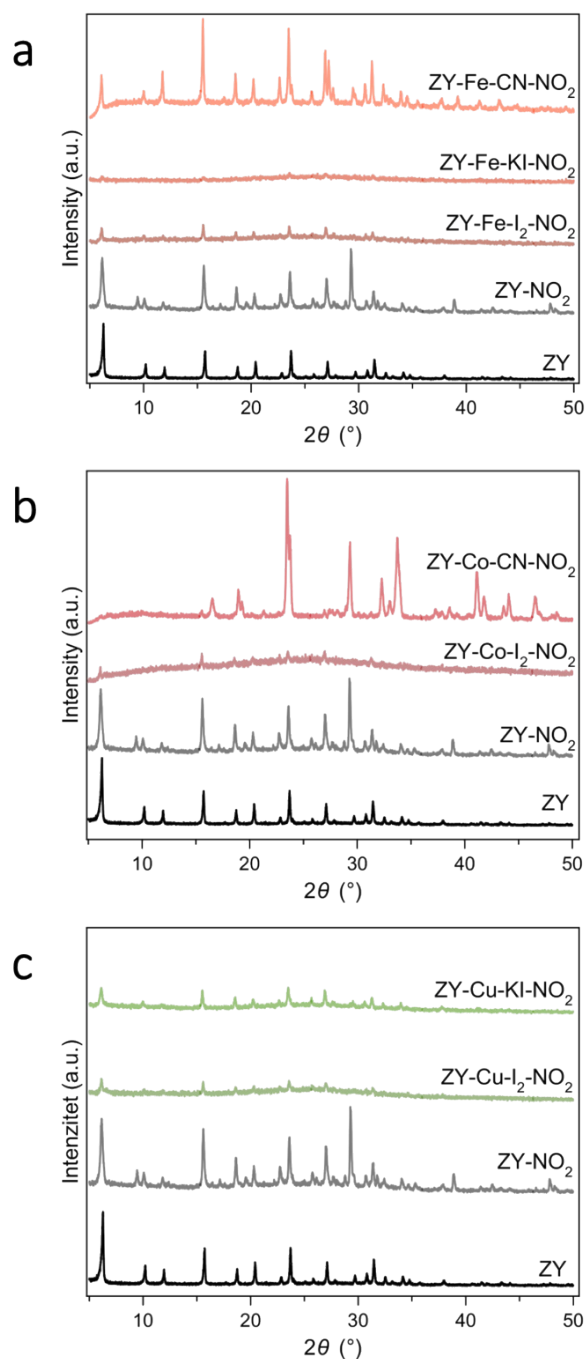 a
ZY-Fe-CN-NO₂
ZY-Fe-KI-NO₂
ZY-Fe-I₂-NO₂
ZY-NO₂
ZY
Intensity (a.u.)
10 20 30 40 50
2θ (°)
b
ZY-Co-CN-NO₂
ZY-Co-I₂-NO₂
ZY-NO₂
ZY
Intensity (a.u.)
10 20 30 40 50
2θ (°)
c
ZY-Cu-KI-NO₂
ZY-Cu-I₂-NO₂
ZY-NO₂
ZY
Intenzitet (a.u.)
10 20 30 40 50
2θ (°)